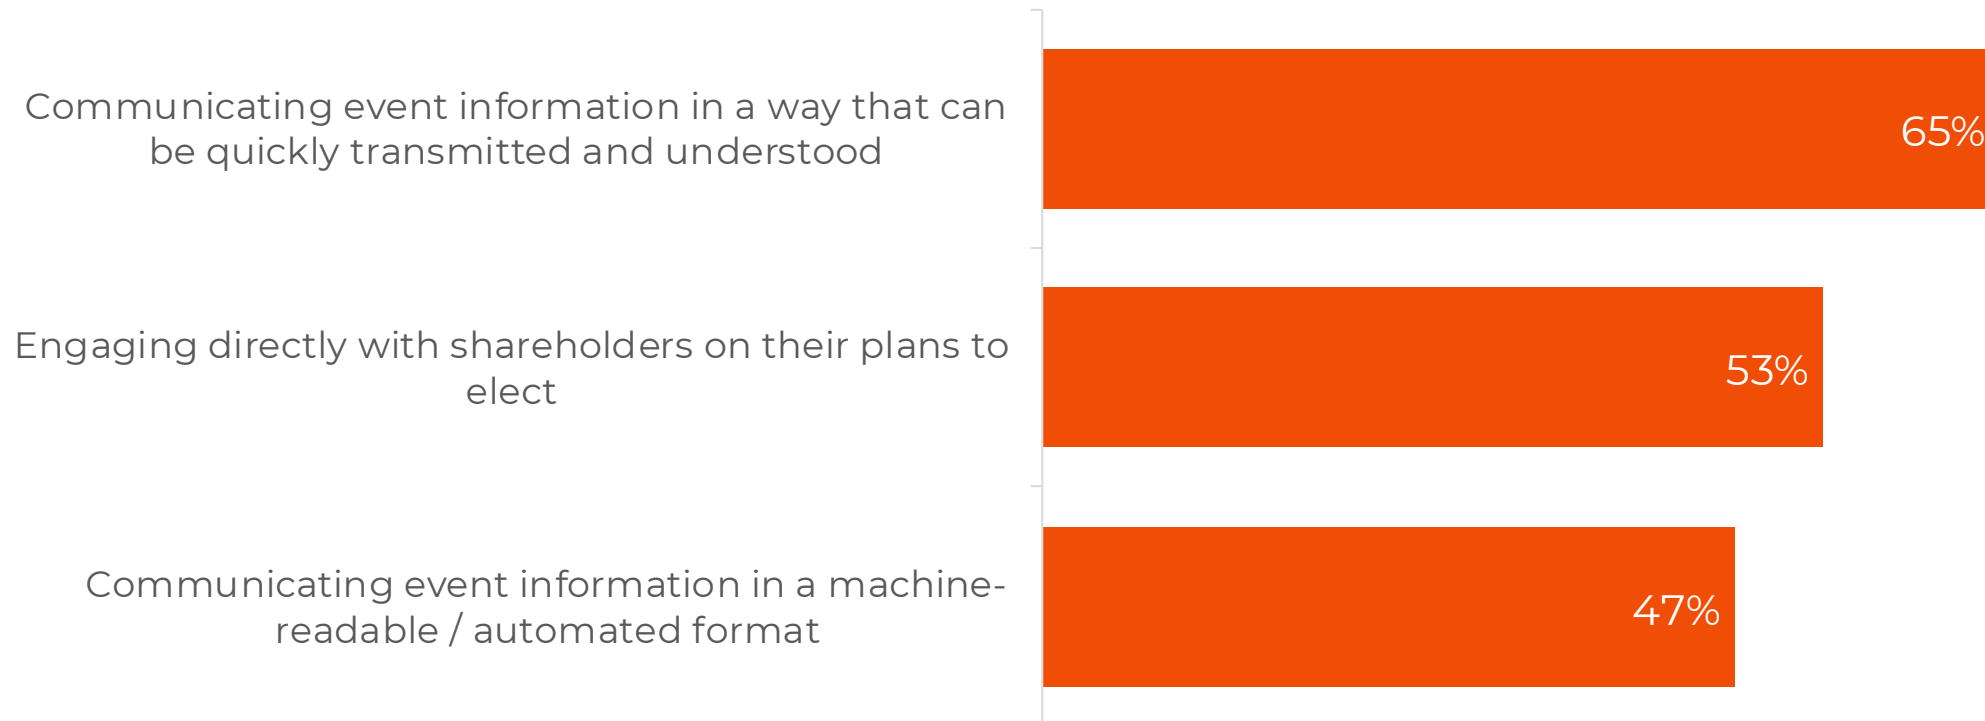 Communicating event information in a way that can
be quickly transmitted and understood
65%
Engaging directly with shareholders on their plans to
elect
53%
Communicating event information in a machine-
readable / automated format
47%